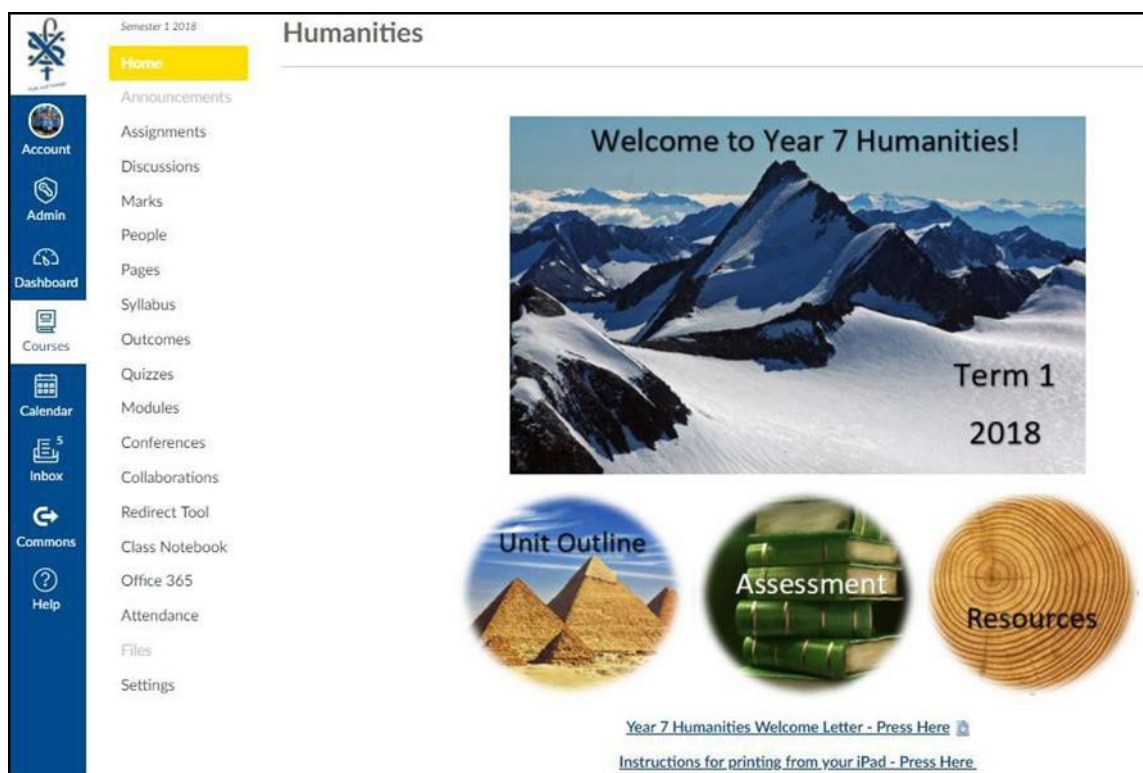 Semester 1 2018
Humanities
Home
Announcements
Assignments
Discussions
Marks
People
Pages
Syllabus
Outcomes
Quizzes
Modules
Conferences
Collaborations
Redirect Tool
Class Notebook
Office 365
Attendance
Files
Settings
Account
Admin
Dashboard
Courses
Calendar
5
Inbox
Commons
Help
Welcome to Year 7 Humanities!
Term 1
2018
Unit Outline
Assessment
Resources
Year 7 Humanities Welcome Letter - Press Here
Instructions for printing from your iPad - Press Here